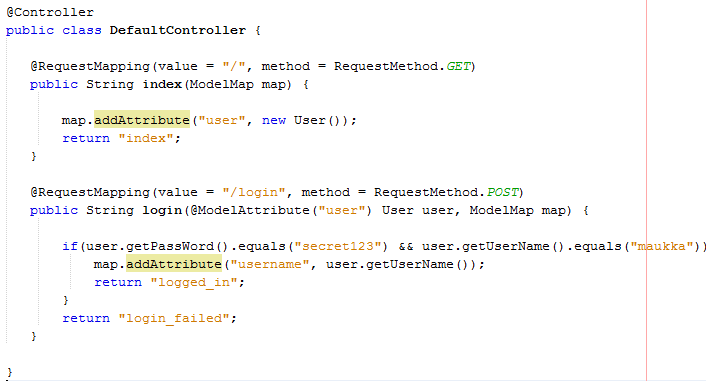 @Controller
public class DefaultController {
@RequestMapping(value = "/", method = RequestMethod.GET)
public String index(ModelMap map) {
map.addAttribute("user", new User());
return "index";
}
@RequestMapping(value = "/login", method = RequestMethod.POST)
public String login(@ModelAttribute("user") User user, ModelMap map) {
if(user.getPassWord().equals("secret123") && user.getUserName().equals("maukka"))
map.addAttribute("username", user.getUserName());
return "logged_in";
}
return "login_failed";
}
}